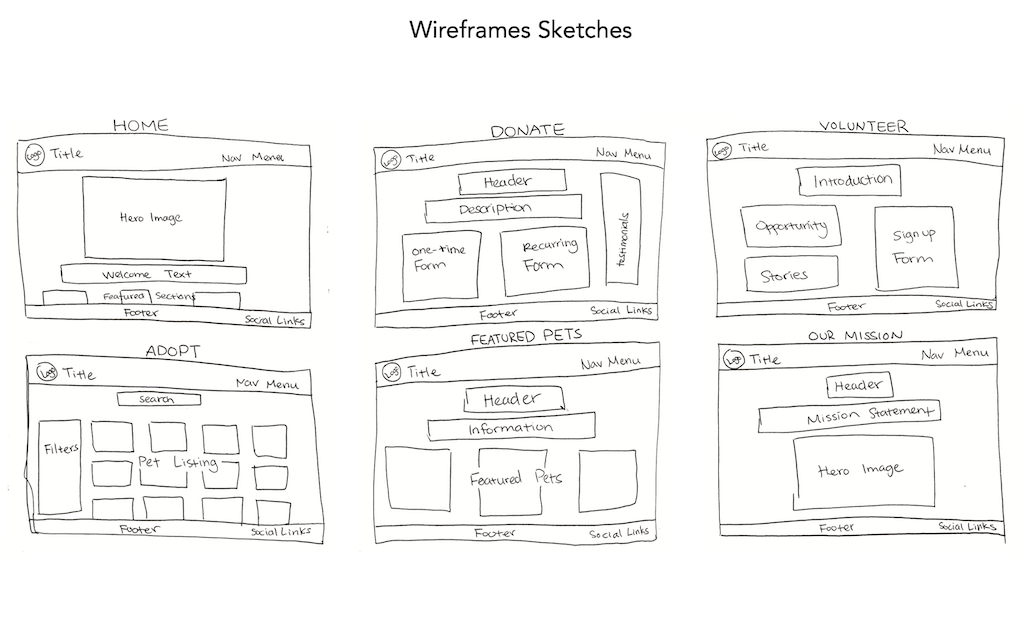 Wireframes Sketches
HOME
Logo Title Nav Menu
Hero Image
Welcome Text
Featured Sections
Footer Social Links
DONATE
Logo Title Nav Menu
Header
Description
one-time
Form
Recurring
Form
testimonials
Footer Social Links
VOLUNTEER
Logo Title Nav Menu
Introduction
Opportunity
Stories
Sign up
Form
Footer Social Links
ADOPT
Logo Title Nav Menu
search
Filters
Pet Listing
Footer Social Links
FEATURED PETS
Logo Title Nav Menu
Header
Information
Featured Pets
Footer Social Links
OUR MISSION
Logo Title Nav Menu
Header
Mission Statement
Hero Image
Footer Social Links